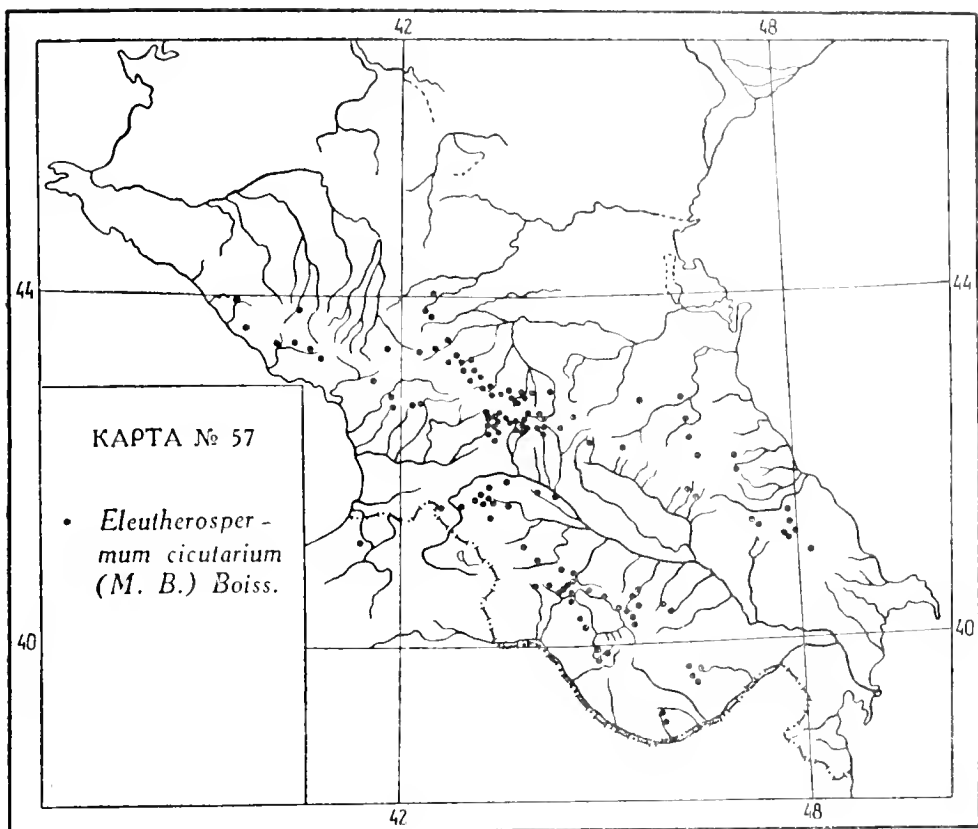 42 48
44 44
КАРТА № 57
• Eleutherosper-
mum cicutarium
(M. B.) Boiss.
40 40
42 48